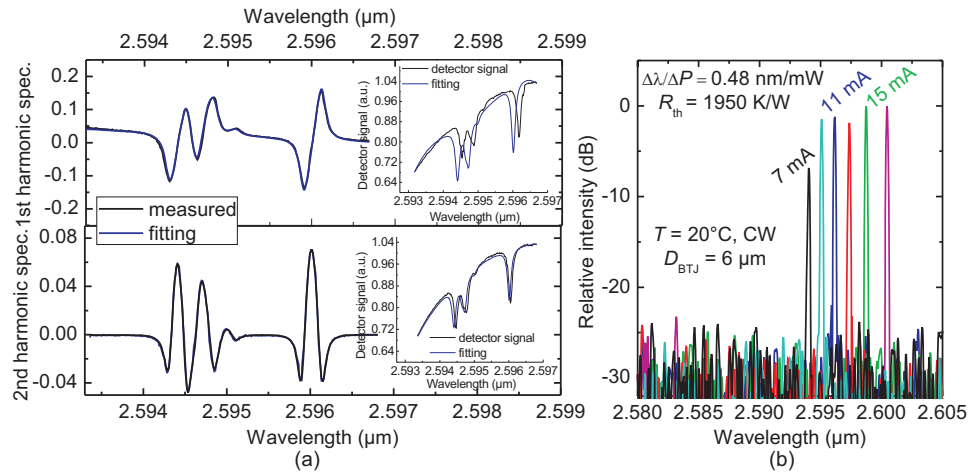 Wavelength (µm)
2.594 2.595 2.596 2.597 2.598 2.599
1st harmonic spec.
0.2
0.1
0.0
-0.1
-0.2
detector signal
fitting
Detector signal (a.u.)
1.04
0.96
0.88
0.80
0.72
0.64
2.593 2.594 2.595 2.596 2.597
Wavelength (µm)
measured
fitting
2nd harmonic spec.
0.08
0.04
0.00
-0.04
Detector signal (a.u.)
1.04
0.96
0.88
0.80
0.72
0.64
detector signal
fitting
2.593 2.594 2.595 2.596 2.597
Wavelength (µm)
2.594 2.595 2.596 2.597 2.598 2.599
Wavelength (µm)
(a)
Relative intensity (dB)
0
-10
-20
-30
Δλ/ΔP = 0.48 nm/mW
Rth = 1950 K/W
7 mA
11 mA
15 mA
T = 20°C, CW
DBTJ = 6 µm
2.580 2.585 2.590 2.595 2.600 2.605
Wavelength (µm)
(b)